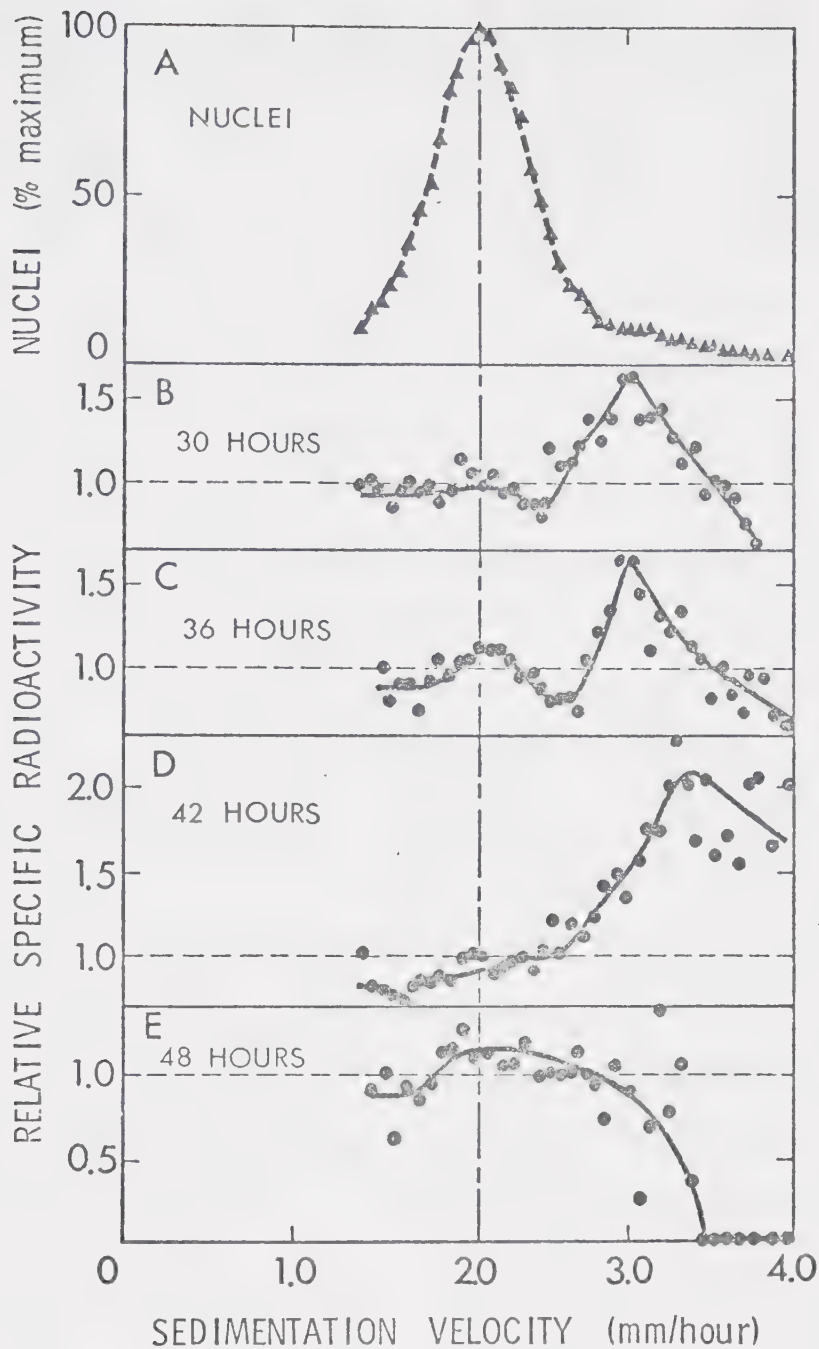 NUCLEI (% maximum)
100
50
0
A
NUCLEI
B
30 HOURS
1.5
1.0
C
36 HOURS
1.5
1.0
D
42 HOURS
2.0
1.5
1.0
E
48 HOURS
1.0
0.5
RELATIVE SPECIFIC RADIOACTIVITY
0
1.0
2.0
3.0
4.0
SEDIMENTATION VELOCITY (mm/hour)